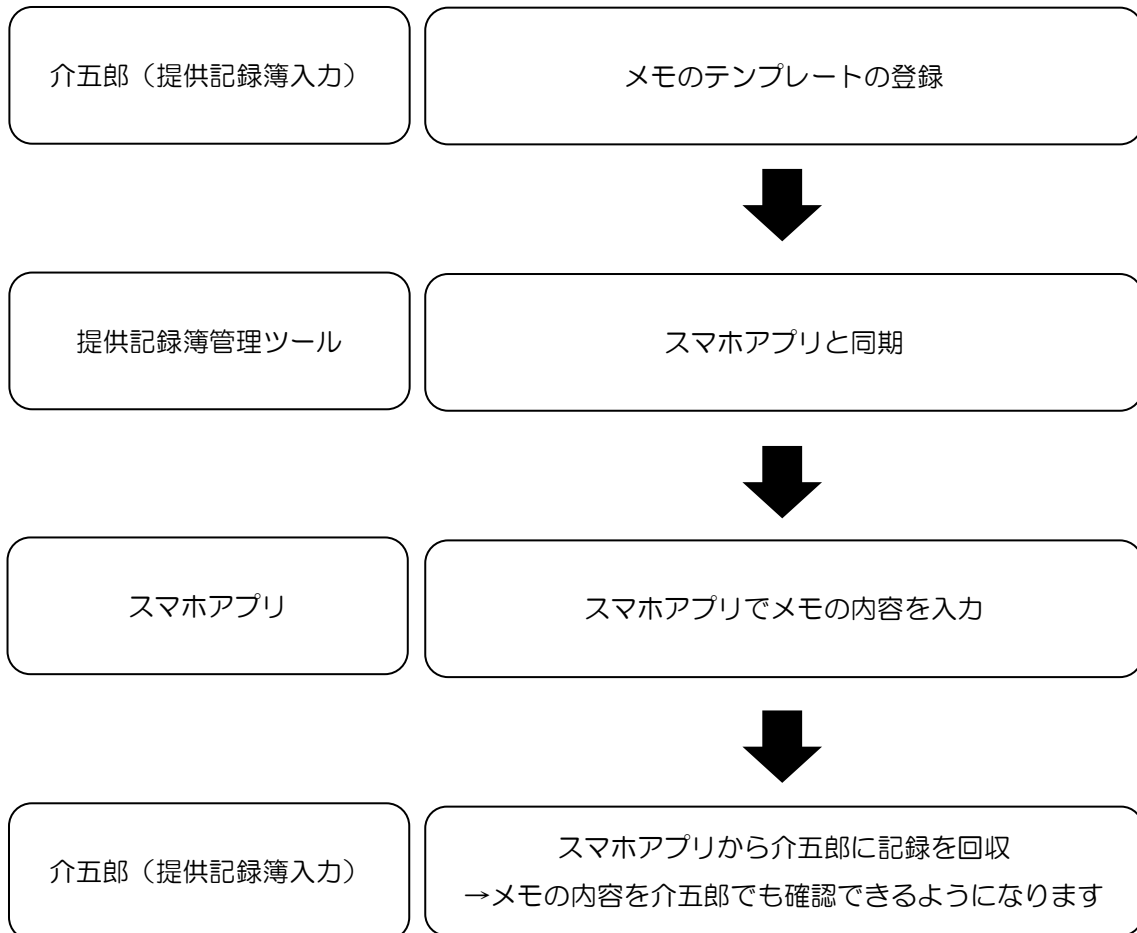 介五郎（提供記録簿入力）
メモのテンプレートの登録
提供記録簿管理ツール
スマホアプリと同期
スマホアプリ
スマホアプリでメモの内容を入力
介五郎（提供記録簿入力）
スマホアプリから介五郎に記録を回収
→メモの内容を介五郎でも確認できるようになります